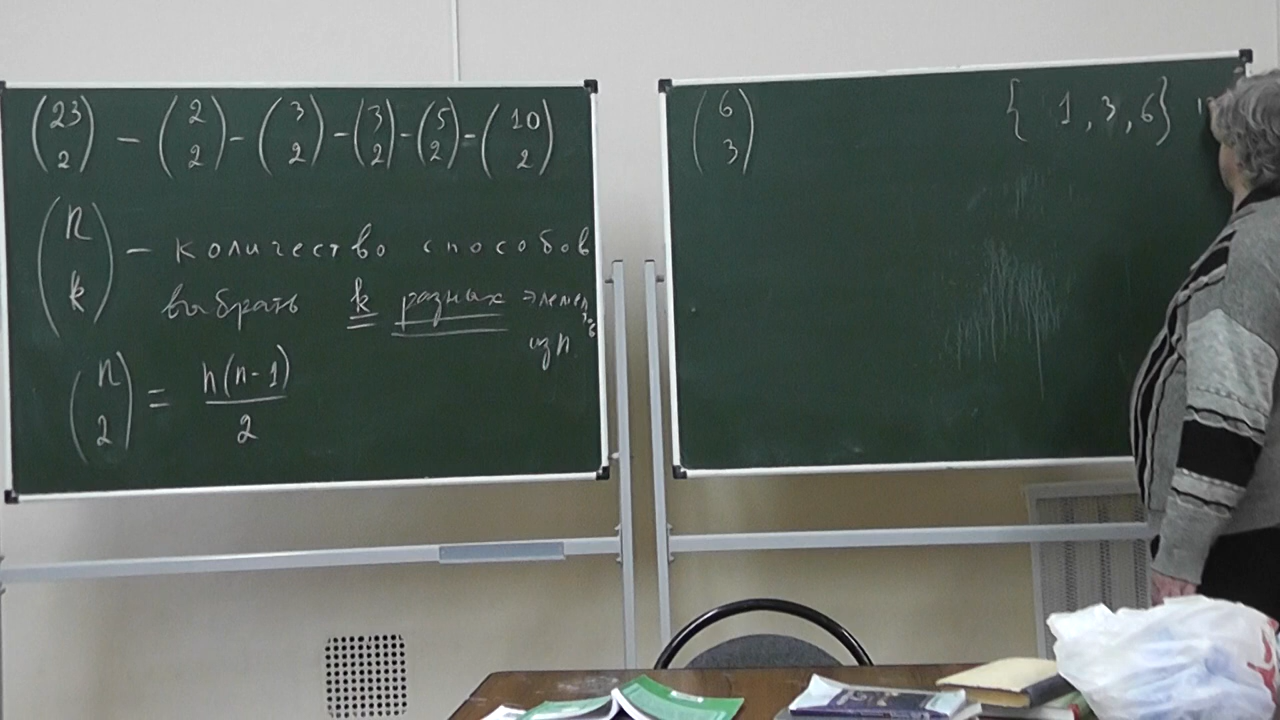 (23 2) - (2 2) - (3 2) - (3 2) - (5 2) - (10 2)
(n k) - количество способов
выбрать k разных элементов
из n
(n 2) = n(n-1)/2
(6 3) { 1, 3, 6 }